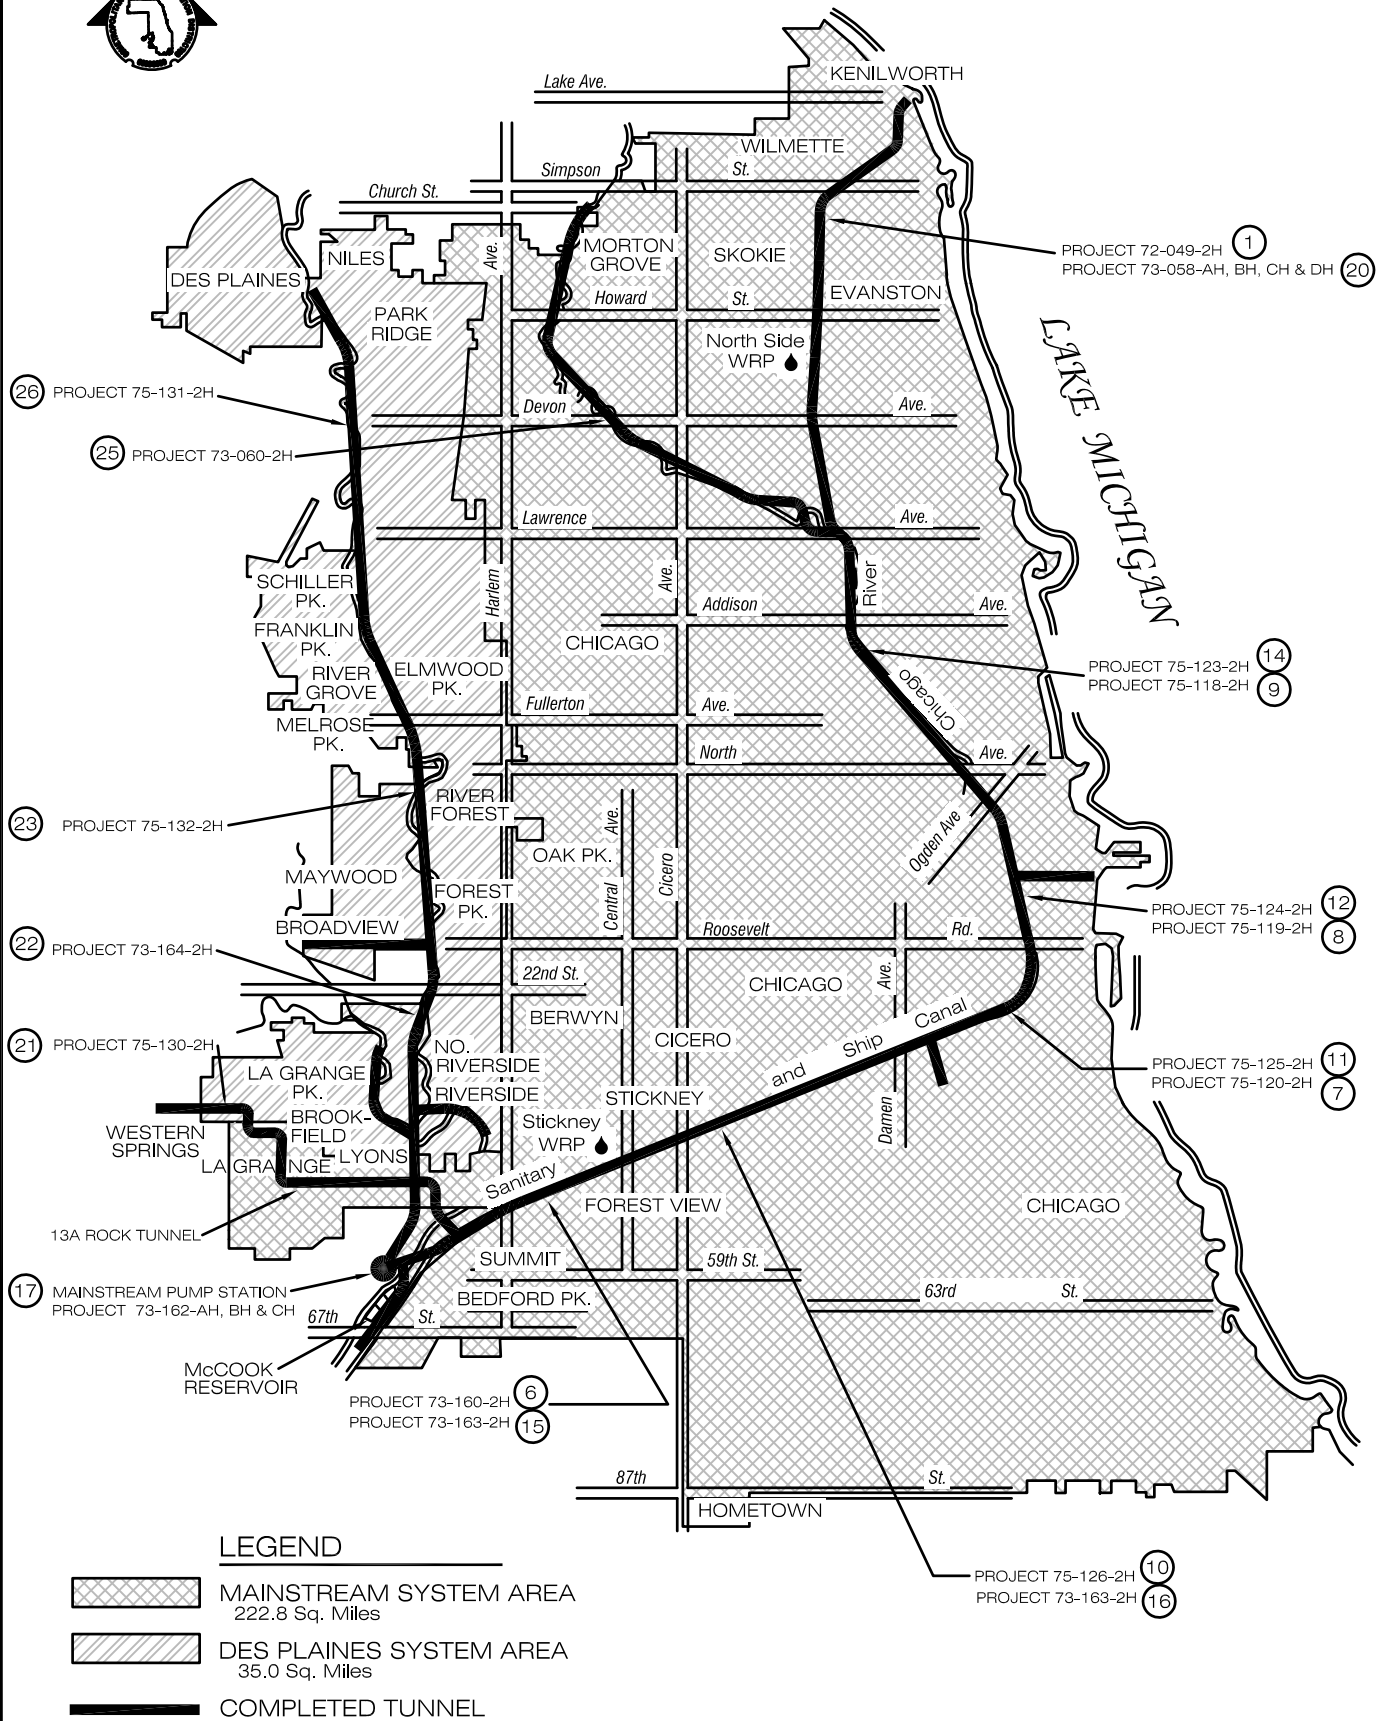 KENILWORTH
Lake Ave.
WILMETTE
Simpson St.
Church St.
Ave.
MORTON
GROVE
SKOKIE
NILES
DES PLAINES
PROJECT 72-049-2H 1
PROJECT 73-058-AH, BH, CH & DH 20
EVANSTON
Howard St.
PARK
RIDGE
North Side
WRP
LAKE MICHIGAN
26 PROJECT 75-131-2H
Devon Ave.
25 PROJECT 73-060-2H
Lawrence Ave.
Harlem
Ave.
River
SCHILLER
PK.
Addison Ave.
FRANKLIN
PK.
CHICAGO
RIVER
GROVE
ELMWOOD
PK.
PROJECT 75-123-2H 14
PROJECT 75-118-2H 9
Chicago
Fullerton Ave.
MELROSE
PK.
North Ave.
RIVER
FOREST
23 PROJECT 75-132-2H
Ave.
Ogden Ave
OAK PK.
Central
Cicero
MAYWOOD
FOREST
PK.
BROADVIEW
PROJECT 75-124-2H 12
PROJECT 75-119-2H 8
Roosevelt Rd.
22 PROJECT 73-164-2H
22nd St.
CHICAGO
Ave.
BERWYN
CICERO
and Ship Canal
21 PROJECT 75-130-2H
NO.
RIVERSIDE
LA GRANGE
PK.
RIVERSIDE
STICKNEY
PROJECT 75-125-2H 11
PROJECT 75-120-2H 7
BROOK-
FIELD
Stickney
WRP
Damen
WESTERN
SPRINGS
LYONS
LA GRANGE
Sanitary
FOREST VIEW
CHICAGO
13A ROCK TUNNEL
SUMMIT
59th St.
17 MAINSTREAM PUMP STATION
PROJECT 73-162-AH, BH & CH
BEDFORD PK.
63rd St.
67th St.
McCOOK
RESERVOIR
PROJECT 73-160-2H 6
PROJECT 73-163-2H 15
87th St.
HOMETOWN
PROJECT 75-126-2H 10
PROJECT 73-163-2H 16
LEGEND
MAINSTREAM SYSTEM AREA
222.8 Sq. Miles
DES PLAINES SYSTEM AREA
35.0 Sq. Miles
COMPLETED TUNNEL